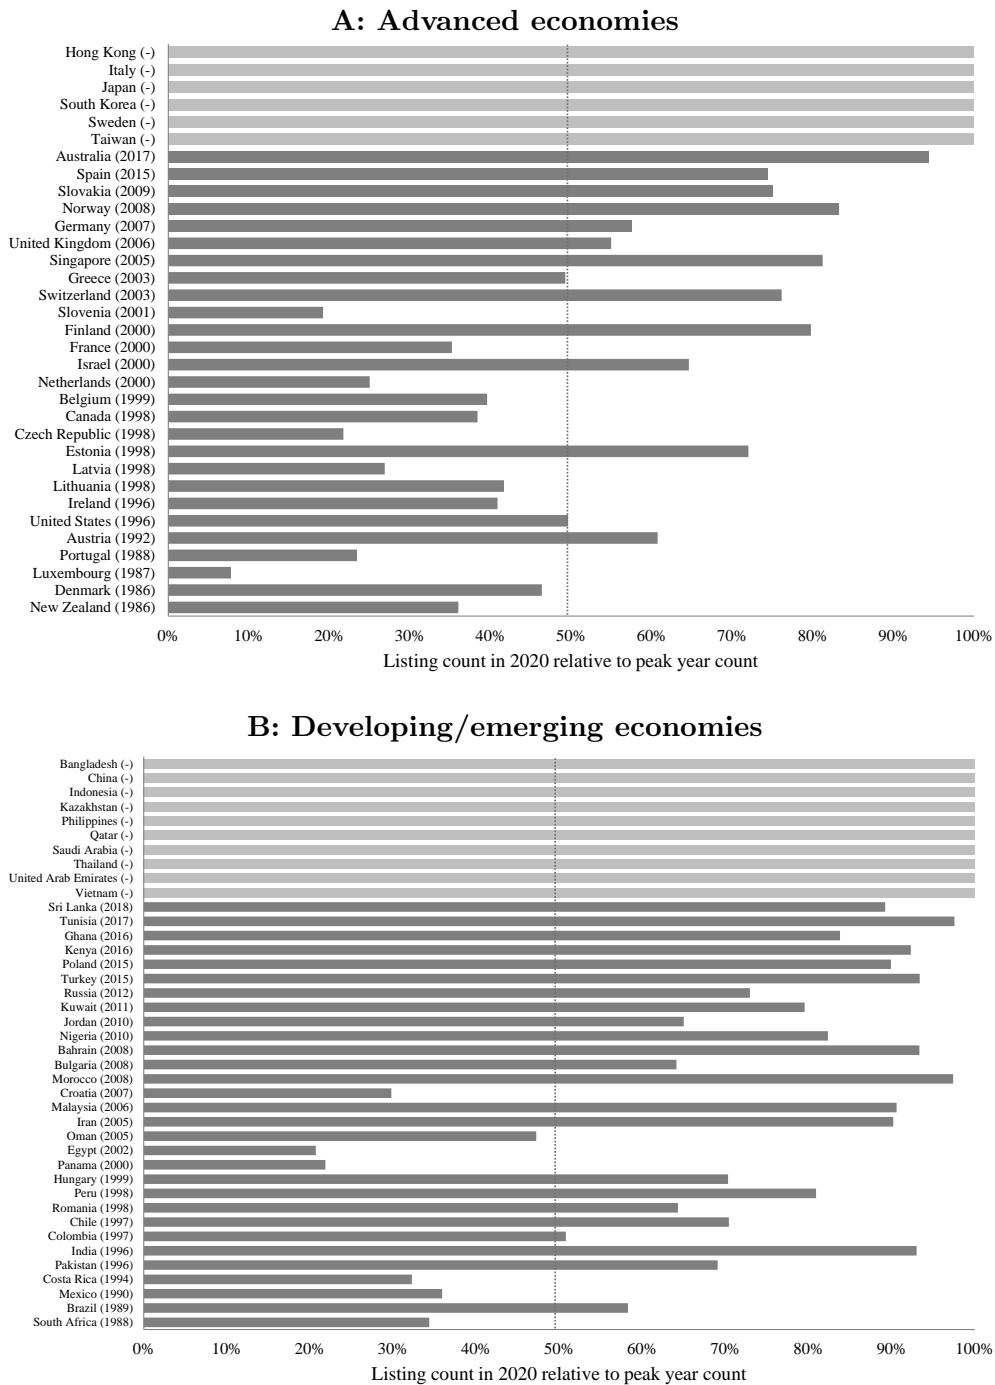 A: Advanced economies
Hong Kong (-)
Italy (-)
Japan (-)
South Korea (-)
Sweden (-)
Taiwan (-)
Australia (2017)
Spain (2015)
Slovakia (2009)
Norway (2008)
Germany (2007)
United Kingdom (2006)
Singapore (2005)
Greece (2003)
Switzerland (2003)
Slovenia (2001)
Finland (2000)
France (2000)
Israel (2000)
Netherlands (2000)
Belgium (1999)
Canada (1998)
Czech Republic (1998)
Estonia (1998)
Latvia (1998)
Lithuania (1998)
Ireland (1996)
United States (1996)
Austria (1992)
Portugal (1988)
Luxembourg (1987)
Denmark (1986)
New Zealand (1986)
0% 10% 20% 30% 40% 50% 60% 70% 80% 90% 100%
Listing count in 2020 relative to peak year count
B: Developing/emerging economies
Bangladesh (-)
China (-)
Indonesia (-)
Kazakhstan (-)
Philippines (-)
Qatar (-)
Saudi Arabia (-)
Thailand (-)
United Arab Emirates (-)
Vietnam (-)
Sri Lanka (2018)
Tunisia (2017)
Ghana (2016)
Kenya (2016)
Poland (2015)
Turkey (2015)
Russia (2012)
Kuwait (2011)
Jordan (2010)
Nigeria (2010)
Bahrain (2008)
Bulgaria (2008)
Morocco (2008)
Croatia (2007)
Malaysia (2006)
Iran (2005)
Oman (2005)
Egypt (2002)
Panama (2000)
Hungary (1999)
Peru (1998)
Romania (1998)
Chile (1997)
Colombia (1997)
India (1996)
Pakistan (1996)
Costa Rica (1994)
Mexico (1990)
Brazil (1989)
South Africa (1988)
0% 10% 20% 30% 40% 50% 60% 70% 80% 90% 100%
Listing count in 2020 relative to peak year count